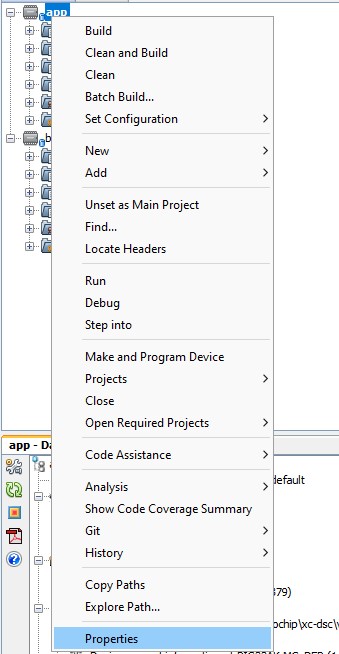 app
Build
Clean and Build
Clean
Batch Build...
Set Configuration
b
New
Add
Unset as Main Project
Find...
Locate Headers
Run
Debug
Step into
Make and Program Device
Projects
Close
Open Required Projects
app - Da
Code Assistance
Analysis
default
Show Code Coverage Summary
Git
History
Copy Paths
379)
Explore Path...
ochip\xc-dsc\v
Properties